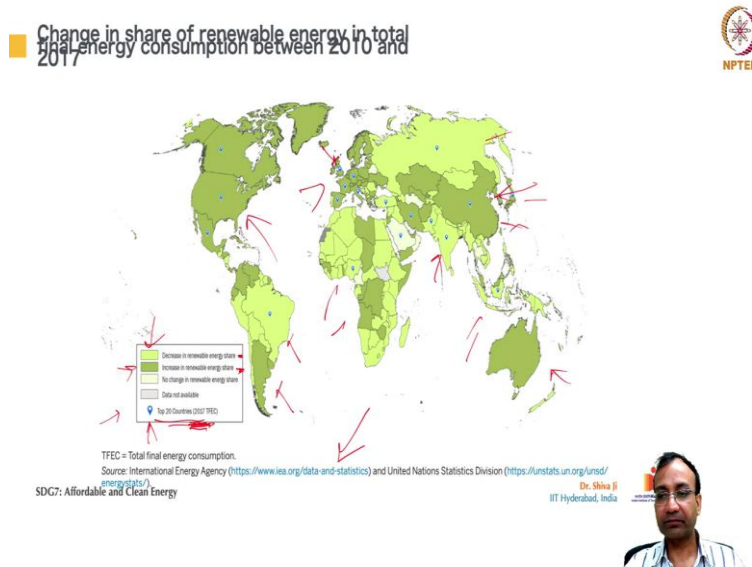 Change in share of renewable energy in total
final energy consumption between 2010 and
2017
NPTEL
Decrease in renewable energy share
Increase in renewable energy share
No change in renewable energy share
Data not available
Top 20 Countries (2017 TFEC)
TFEC = Total final energy consumption.
Source: International Energy Agency (https://www.iea.org/data-and-statistics) and United Nations Statistics Division (https://unstats.un.org/unsd/
energystats/).
SDG7: Affordable and Clean Energy
Dr. Shiva Ji
IIT Hyderabad, India